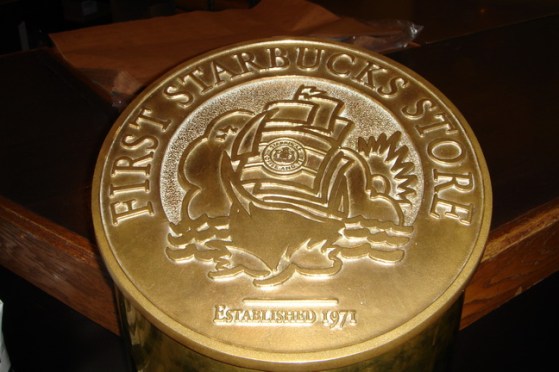 FIRST STARBUCKS STORE
ESTABLISHED 1971